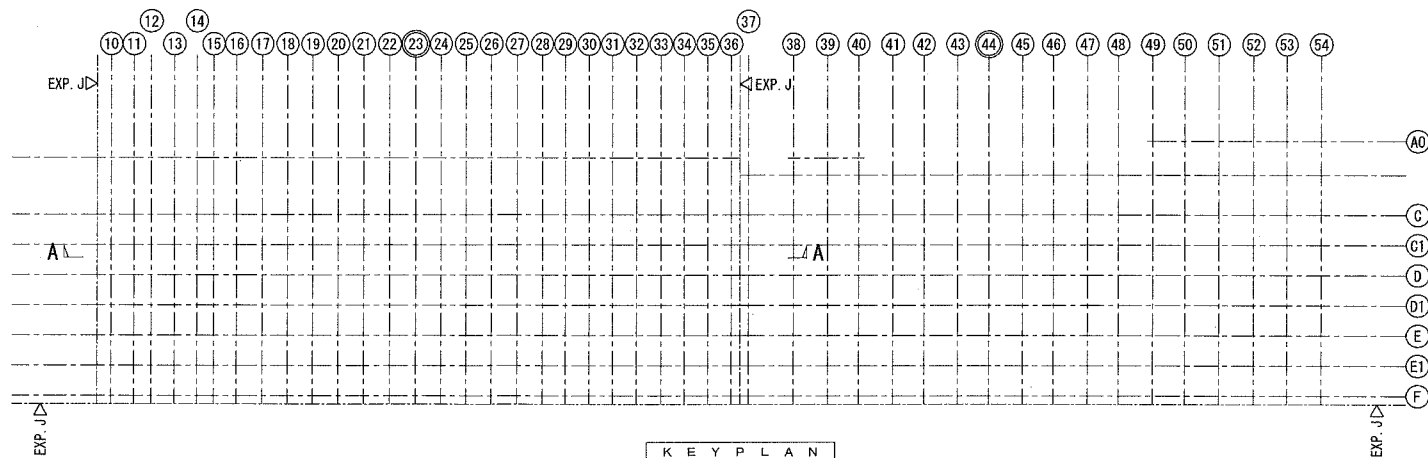 12 14 37
10 11 13 15 16 17 18 19 20 21 22 23 24 25 26 27 28 29 30 31 32 33 34 35 36 38 39 40 41 42 43 44 45 46 47 48 49 50 51 52 53 54
EXP. J EXP. J
A0
C
A A C1
D
D1
E
E1
F
EXP. J EXP. J
KEYPLAN